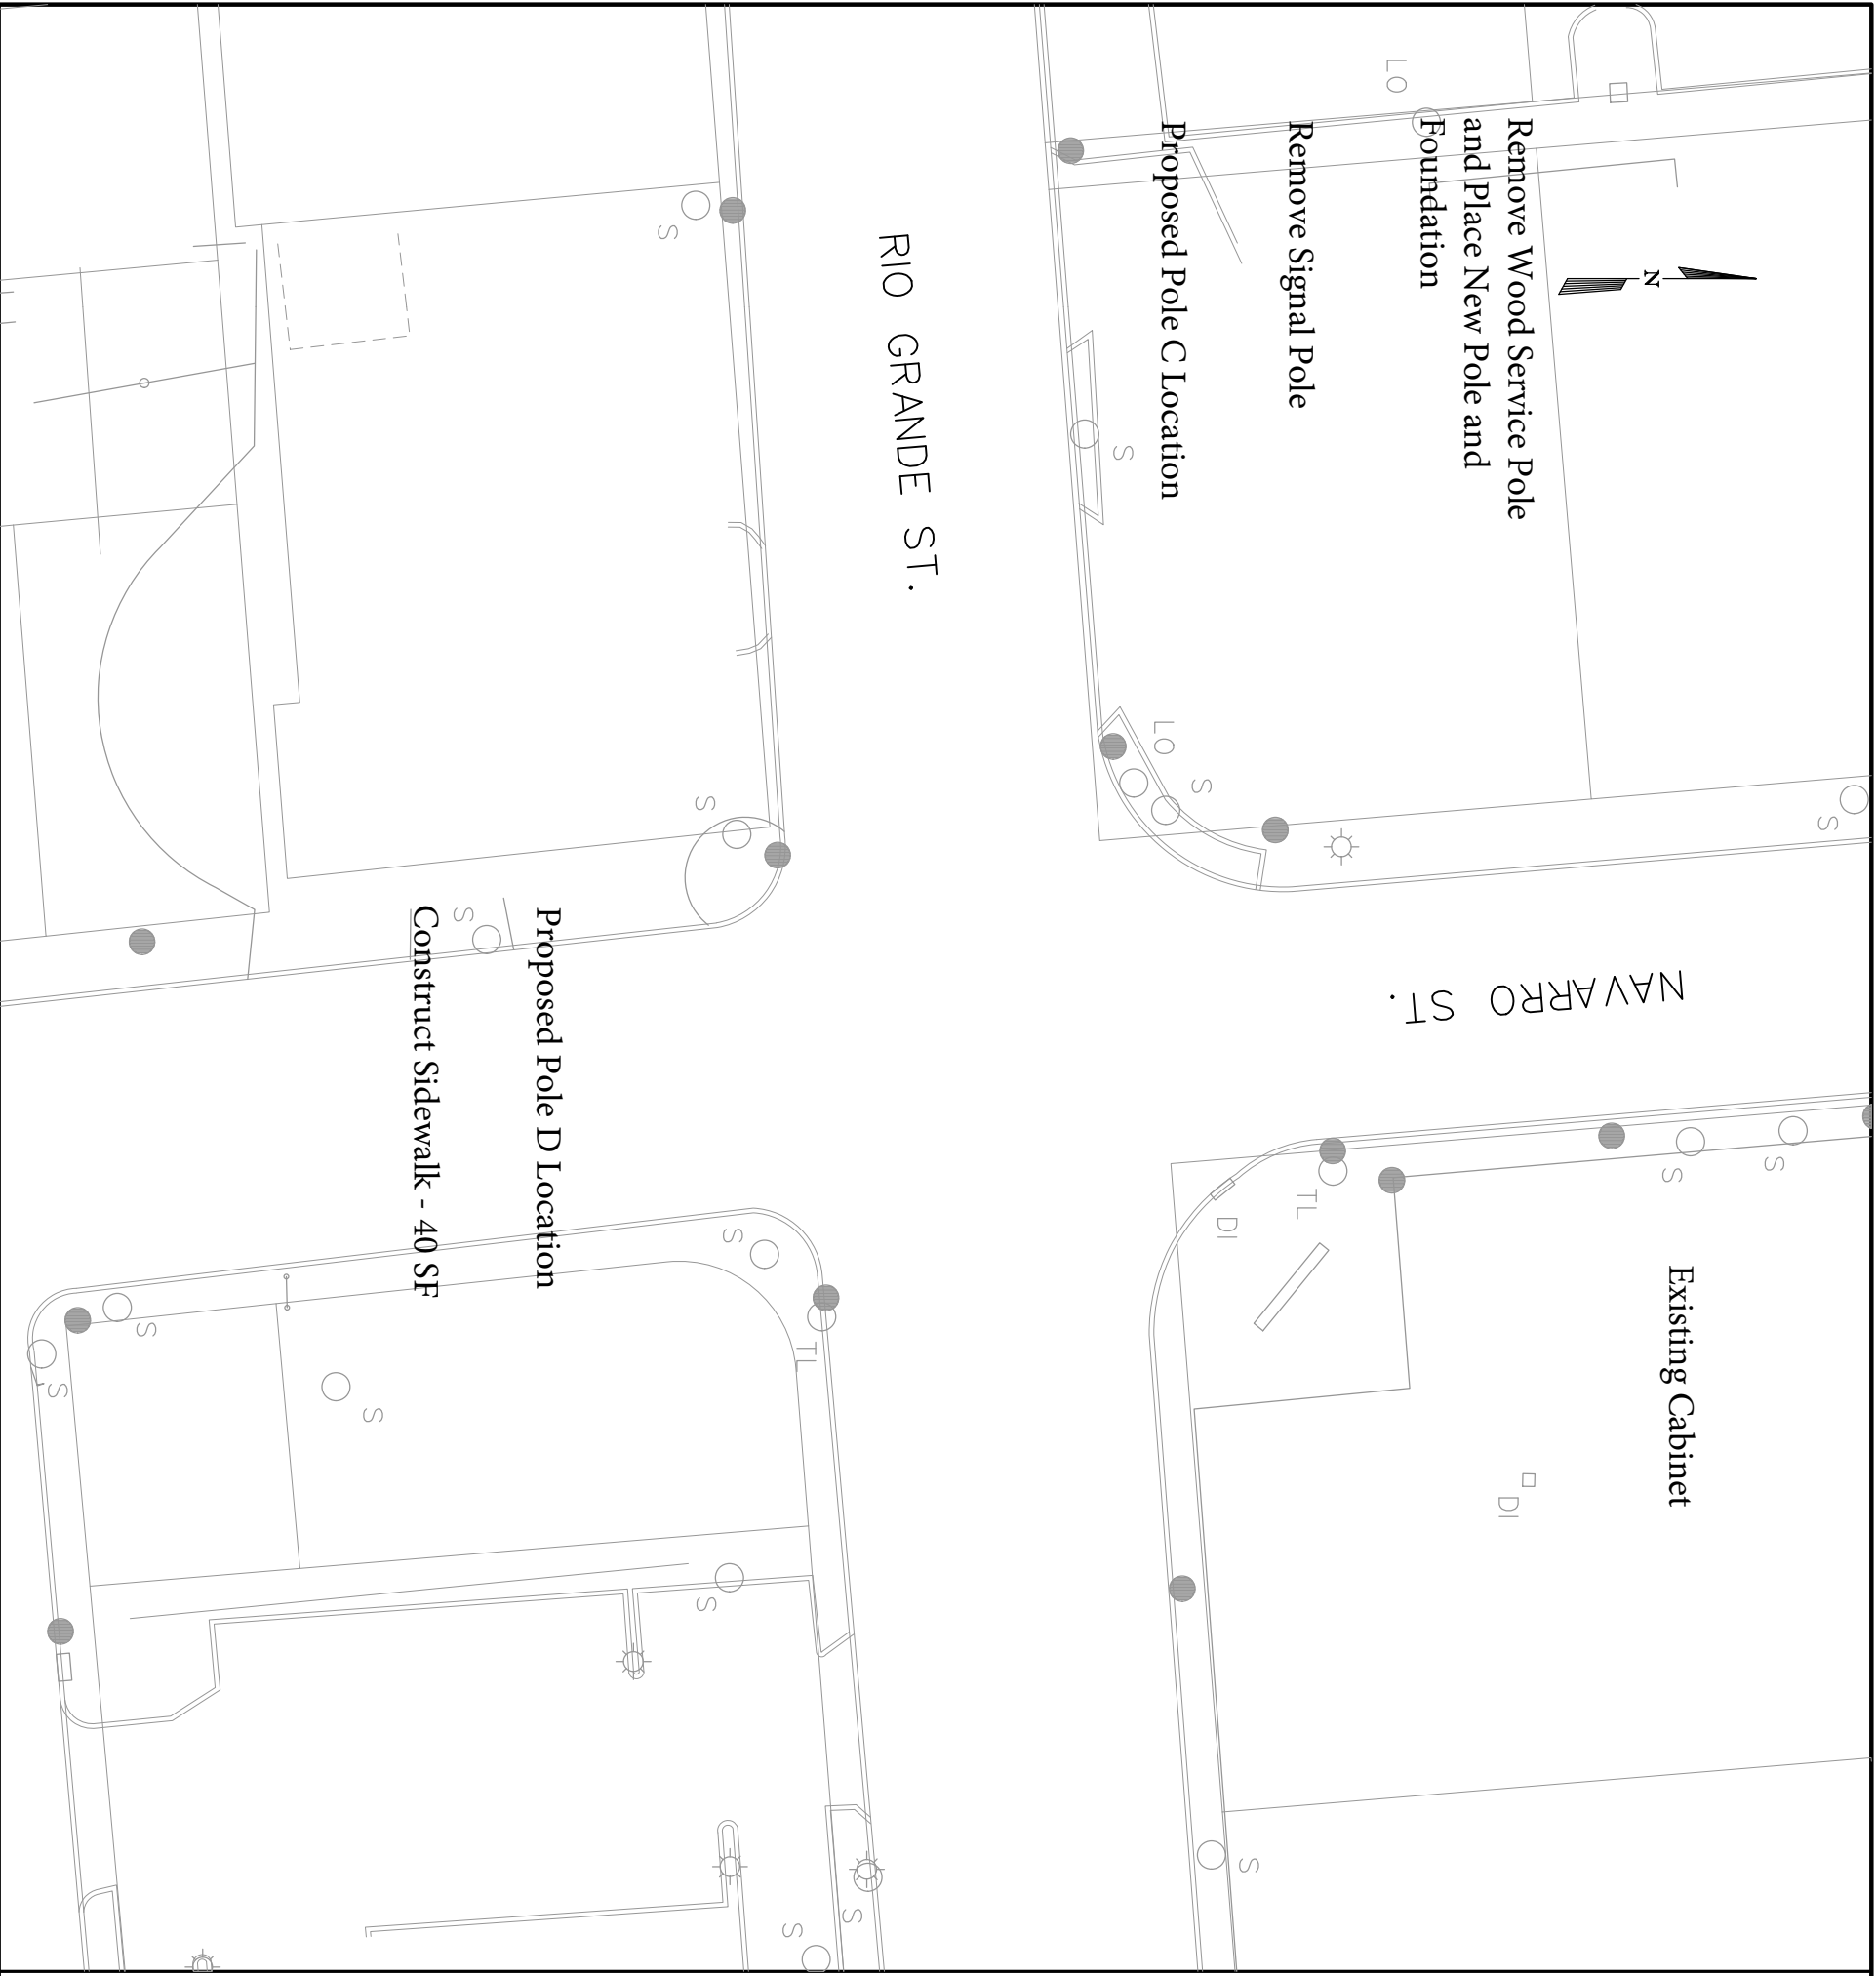 Remove Wood Service Pole
and Place New Pole and
Foundation
Remove Signal Pole
Proposed Pole C Location
N
LO
S
LO
S
S
RIO GRANDE ST.
NAVARRO ST.
S
S
S
Proposed Pole D Location
Construct Sidewalk - 40 SF
Existing Cabinet
S
S
TL
DI
DI
S
S
TL
S
S
S
S
S
S